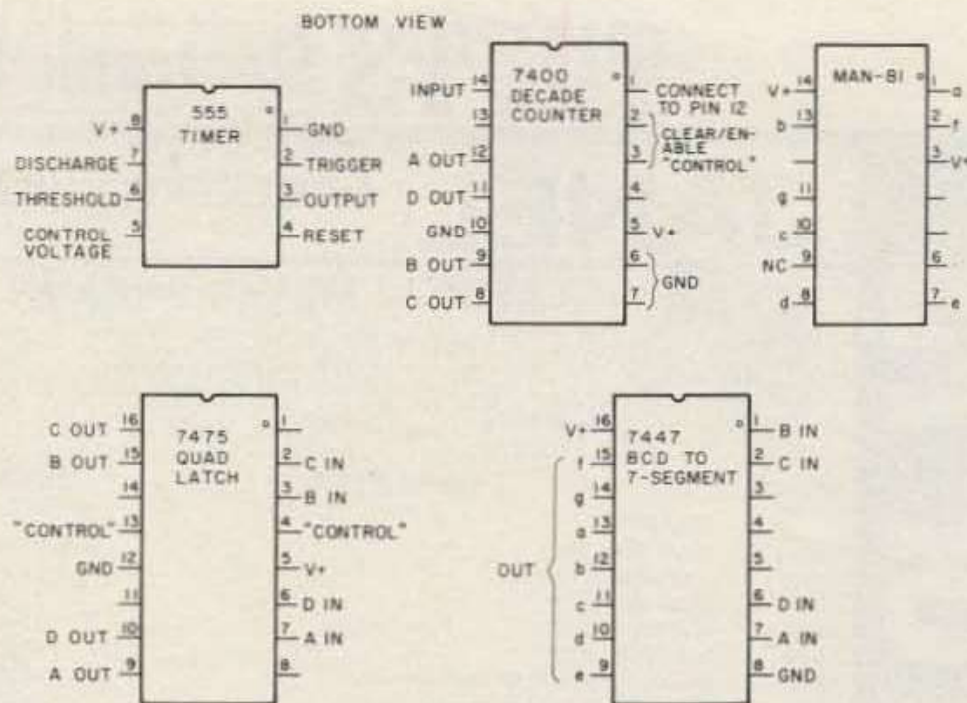 BOTTOM VIEW
555
TIMER
V+ 8
DISCHARGE 7
THRESHOLD 6
CONTROL 5
VOLTAGE
1 GND
2 TRIGGER
3 OUTPUT
4 RESET
7400
DECADE
COUNTER
INPUT 14
13
A OUT 12
D OUT 11
GND 10
B OUT 9
C OUT 8
1 CONNECT
TO PIN 12
2 CLEAR/EN-
ABLE
3 "CONTROL"
4
5 V+
6
GND
7
MAN-81
V+ 14
b 13
g 11
c 10
NC 9
d 8
1 a
2 f
3 V+
6
7 e
7475
QUAD
LATCH
C OUT 16
B OUT 15
14
"CONTROL" 13
GND 12
11
D OUT 10
A OUT 9
1
2 C IN
3 B IN
4 "CONTROL"
5 V+
6 D IN
7 A IN
8
7447
BCD TO
7-SEGMENT
V+ 16
f 15
g 14
a 13
OUT
b 12
c 11
d 10
e 9
1 B IN
2 C IN
3
4
5
6 D IN
7 A IN
8 GND